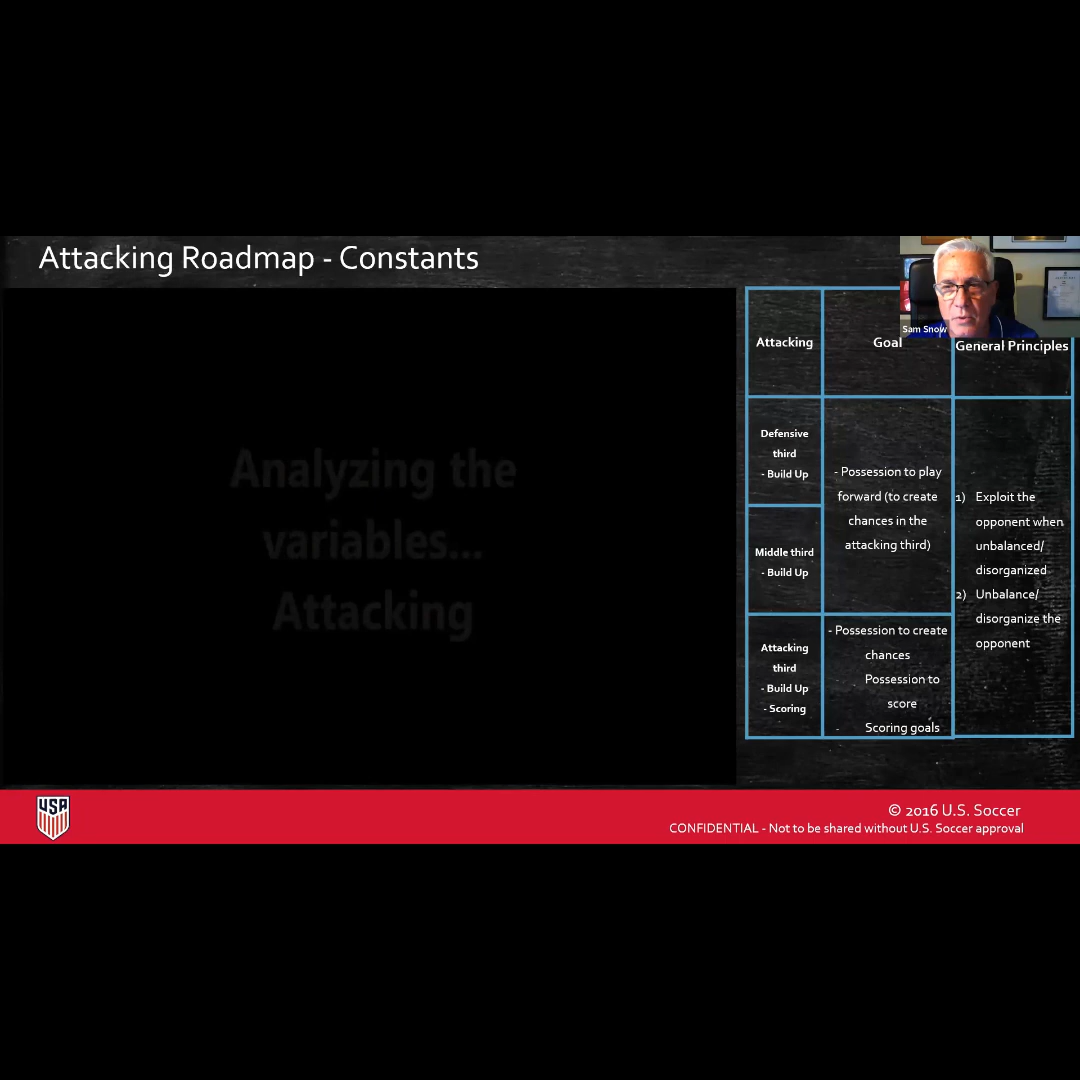 Attacking Roadmap - Constants
Sam Snow
Analyzing the
variables...
Attacking
Attacking
Goal
General Principles
Defensive
third
- Build Up
- Possession to play
forward (to create
chances in the
attacking third)
Middle third
- Build Up
1) Exploit the
opponent when
unbalanced/
disorganized
2) Unbalance/
disorganize the
opponent
Attacking
third
- Build Up
- Scoring
- Possession to create
chances
- Possession to
score
- Scoring goals
USA
© 2016 U.S. Soccer
CONFIDENTIAL - Not to be shared without U.S. Soccer approval